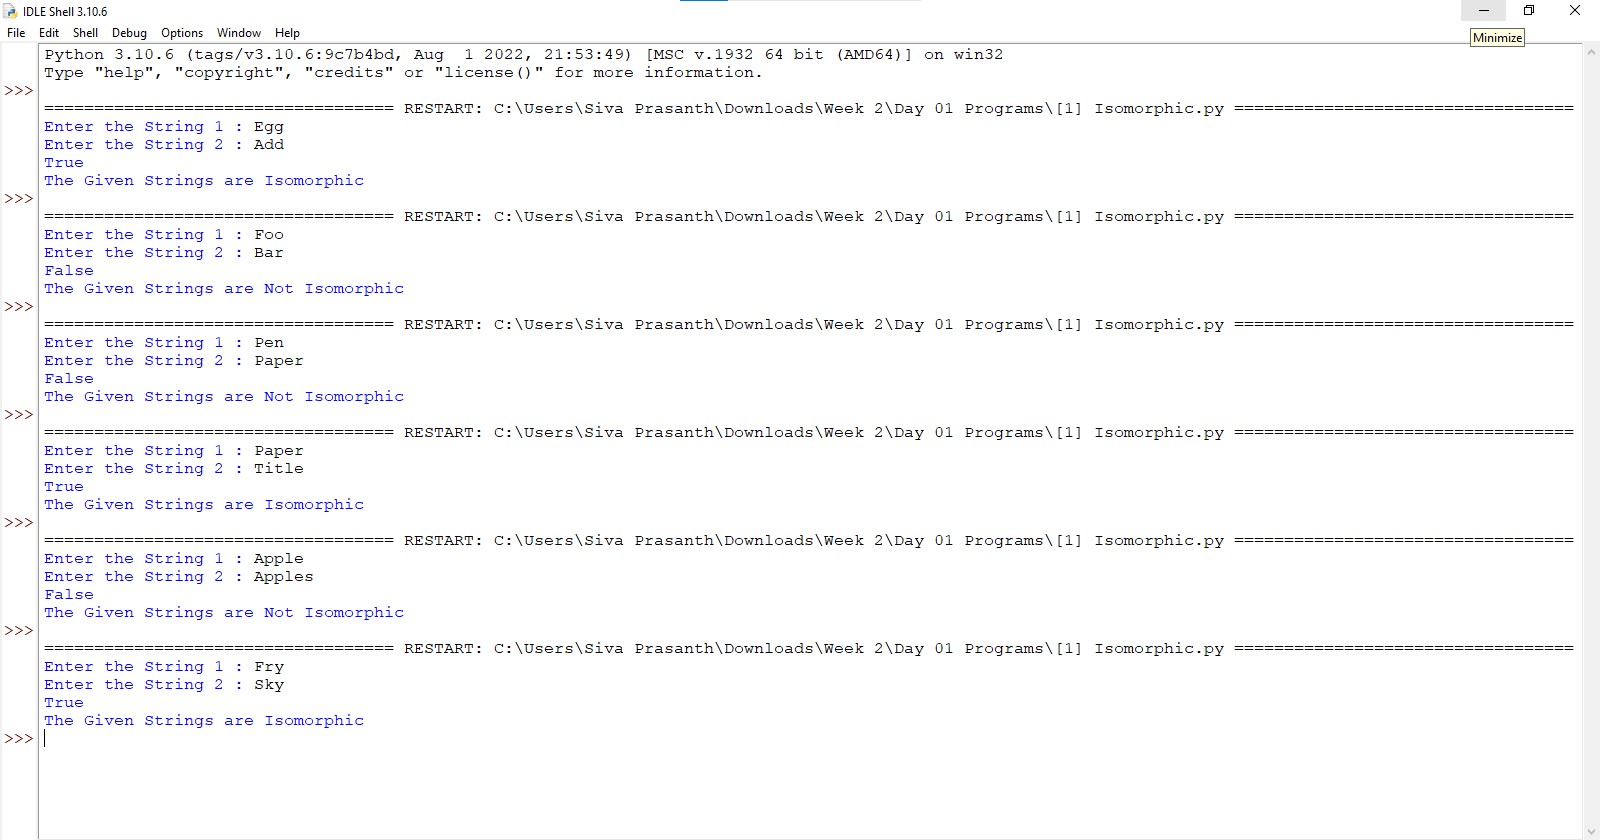 IDLE Shell 3.10.6
File Edit Shell Debug Options Window Help
Minimize
Python 3.10.6 (tags/v3.10.6:9c7b4bd, Aug  1 2022, 21:53:49) [MSC v.1932 64 bit (AMD64)] on win32
Type "help", "copyright", "credits" or "license()" for more information.
>>>
=================================== RESTART: C:\Users\Siva Prasanth\Downloads\Week 2\Day 01 Programs\[1] Isomorphic.py ==================================
Enter the String 1 : Egg
Enter the String 2 : Add
True
The Given Strings are Isomorphic
>>>
=================================== RESTART: C:\Users\Siva Prasanth\Downloads\Week 2\Day 01 Programs\[1] Isomorphic.py ==================================
Enter the String 1 : Foo
Enter the String 2 : Bar
False
The Given Strings are Not Isomorphic
>>>
=================================== RESTART: C:\Users\Siva Prasanth\Downloads\Week 2\Day 01 Programs\[1] Isomorphic.py ==================================
Enter the String 1 : Pen
Enter the String 2 : Paper
False
The Given Strings are Not Isomorphic
>>>
=================================== RESTART: C:\Users\Siva Prasanth\Downloads\Week 2\Day 01 Programs\[1] Isomorphic.py ==================================
Enter the String 1 : Paper
Enter the String 2 : Title
True
The Given Strings are Isomorphic
>>>
=================================== RESTART: C:\Users\Siva Prasanth\Downloads\Week 2\Day 01 Programs\[1] Isomorphic.py ==================================
Enter the String 1 : Apple
Enter the String 2 : Apples
False
The Given Strings are Not Isomorphic
>>>
=================================== RESTART: C:\Users\Siva Prasanth\Downloads\Week 2\Day 01 Programs\[1] Isomorphic.py ==================================
Enter the String 1 : Fry
Enter the String 2 : Sky
True
The Given Strings are Isomorphic
>>>